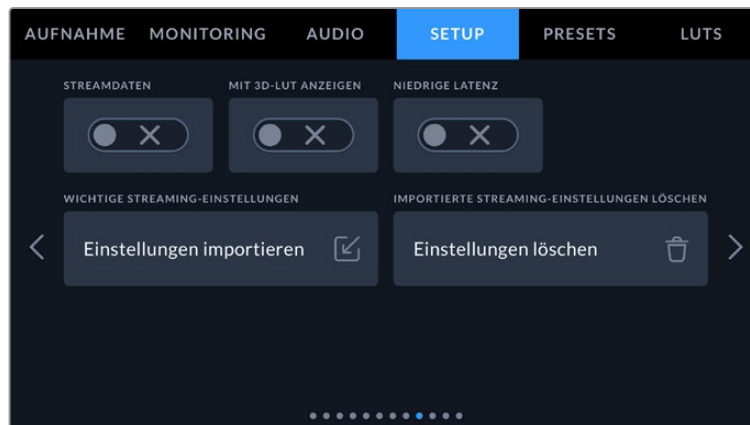 AUFNAHME MONITORING AUDIO SETUP PRESETS LUTS
STREAMDATEN MIT 3D-LUT ANZEIGEN NIEDRIGE LATENZ
WICHTIGE STREAMING-EINSTELLUNGEN IMPORTIERTE STREAMING-EINSTELLUNGEN LÖSCHEN
Einstellungen importieren Einstellungen löschen